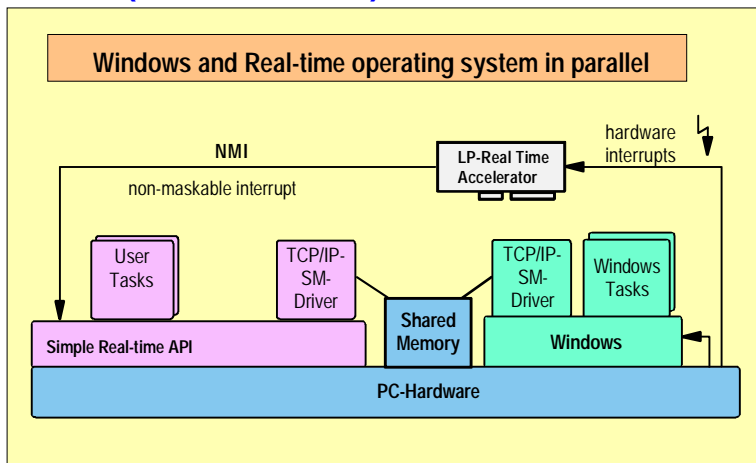 Windows and Real-time operating system in parallel
hardware
interrupts
NMI
non-maskable interrupt
LP-Real Time
Accelerator
User
Tasks
TCP/IP-
SM-
Driver
TCP/IP-
SM-
Driver
Windows
Tasks
Shared
Memory
Simple Real-time API
Windows
PC-Hardware